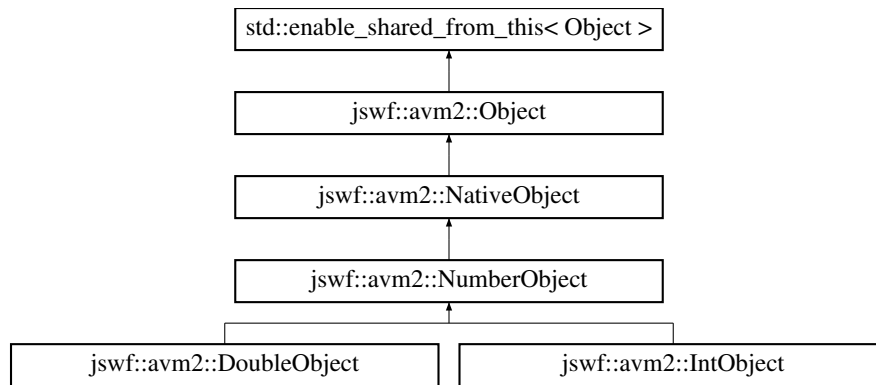 std::enable_shared_from_this< Object >
jswf::avm2::Object
jswf::avm2::NativeObject
jswf::avm2::NumberObject
jswf::avm2::DoubleObject
jswf::avm2::IntObject